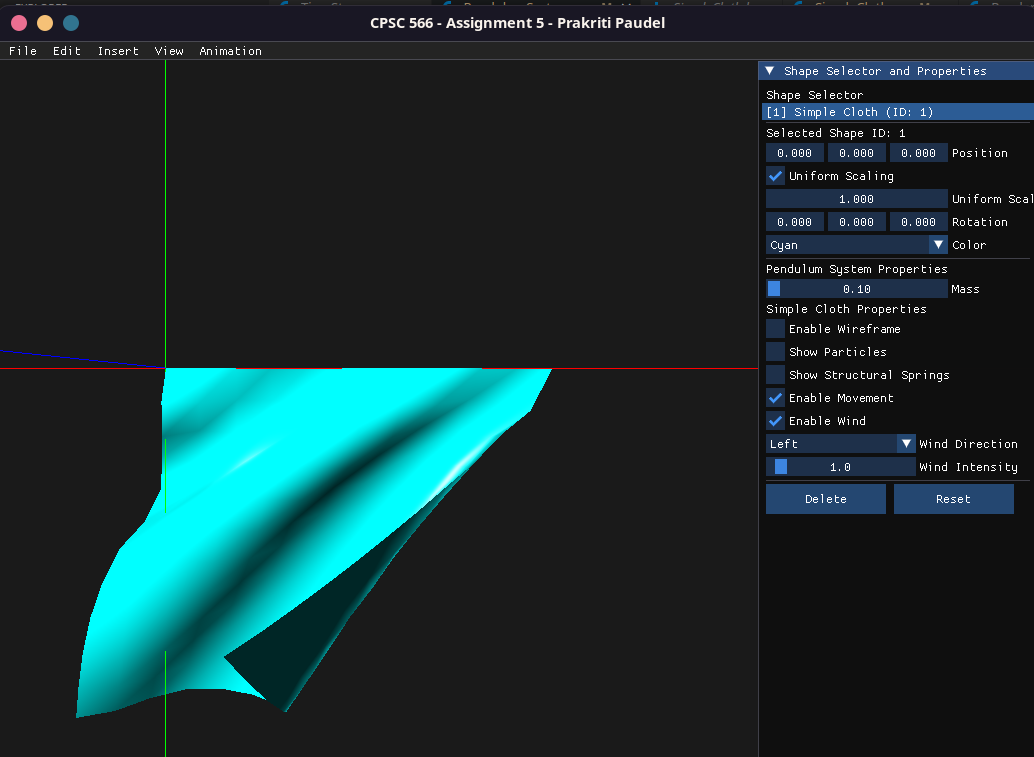 CPSC 566 - Assignment 5 - Prakriti Paudel
File Edit Insert View Animation
Shape Selector and Properties
Shape Selector
[1] Simple Cloth (ID: 1)
Selected Shape ID: 1
0.000 0.000 0.000 Position
Uniform Scaling
1.000 Uniform Scal
0.000 0.000 0.000 Rotation
Cyan Color
Pendulum System Properties
0.10 Mass
Simple Cloth Properties
Enable Wireframe
Show Particles
Show Structural Springs
Enable Movement
Enable Wind
Left Wind Direction
1.0 Wind Intensity
Delete Reset